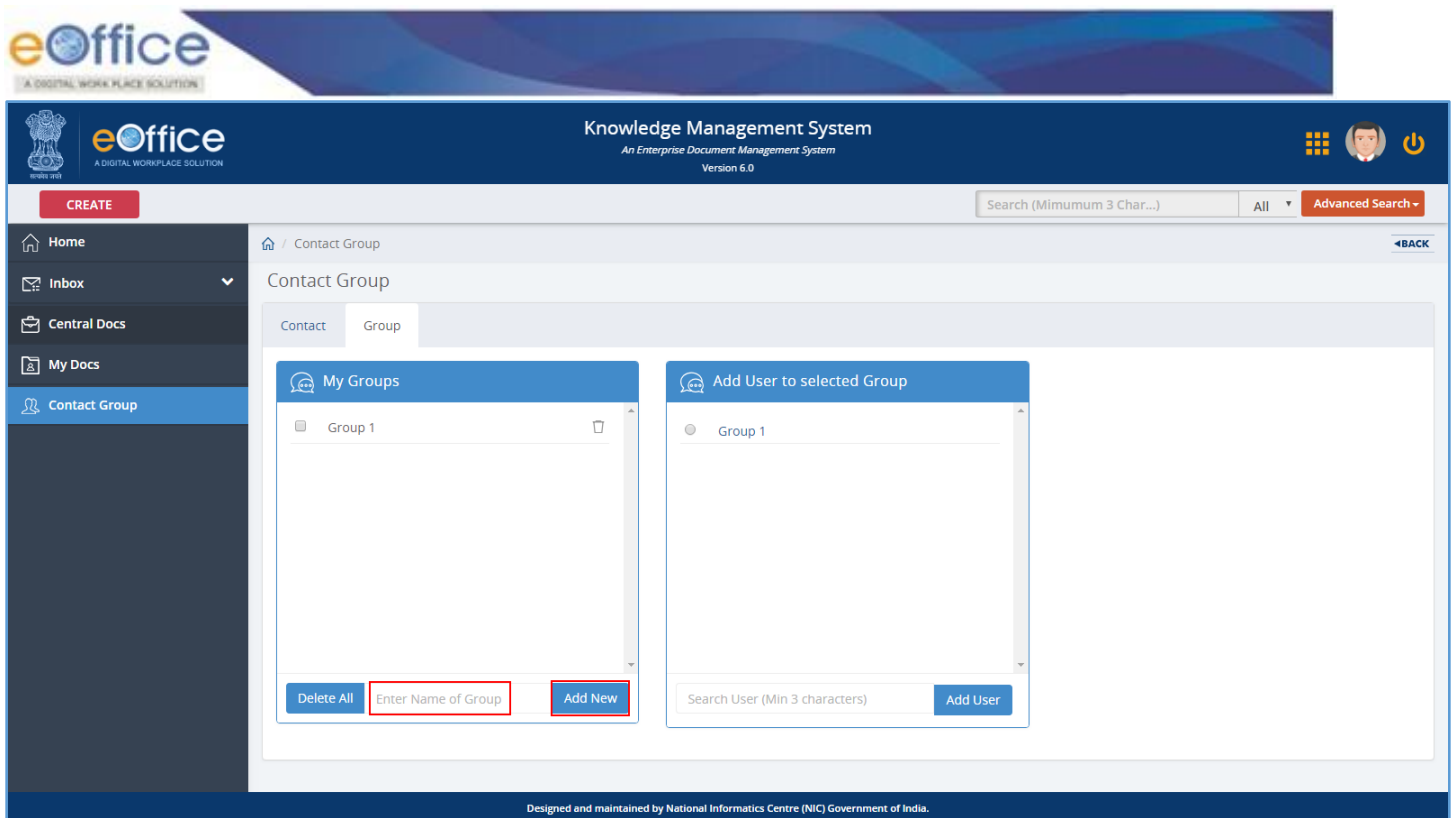 eOffice
A DIGITAL WORK PLACE SOLUTION
सत्यमेव जयते
eOffice
A DIGITAL WORKPLACE SOLUTION
Knowledge Management System
An Enterprise Document Management System
Version 6.0
CREATE
Search (Mimumum 3 Char...)
All
Advanced Search
Home
Inbox
Central Docs
My Docs
Contact Group
/ Contact Group
BACK
Contact Group
Contact
Group
My Groups
Group 1
Delete All
Enter Name of Group
Add New
Add User to selected Group
Group 1
Search User (Min 3 characters)
Add User
Designed and maintained by National Informatics Centre (NIC) Government of India.